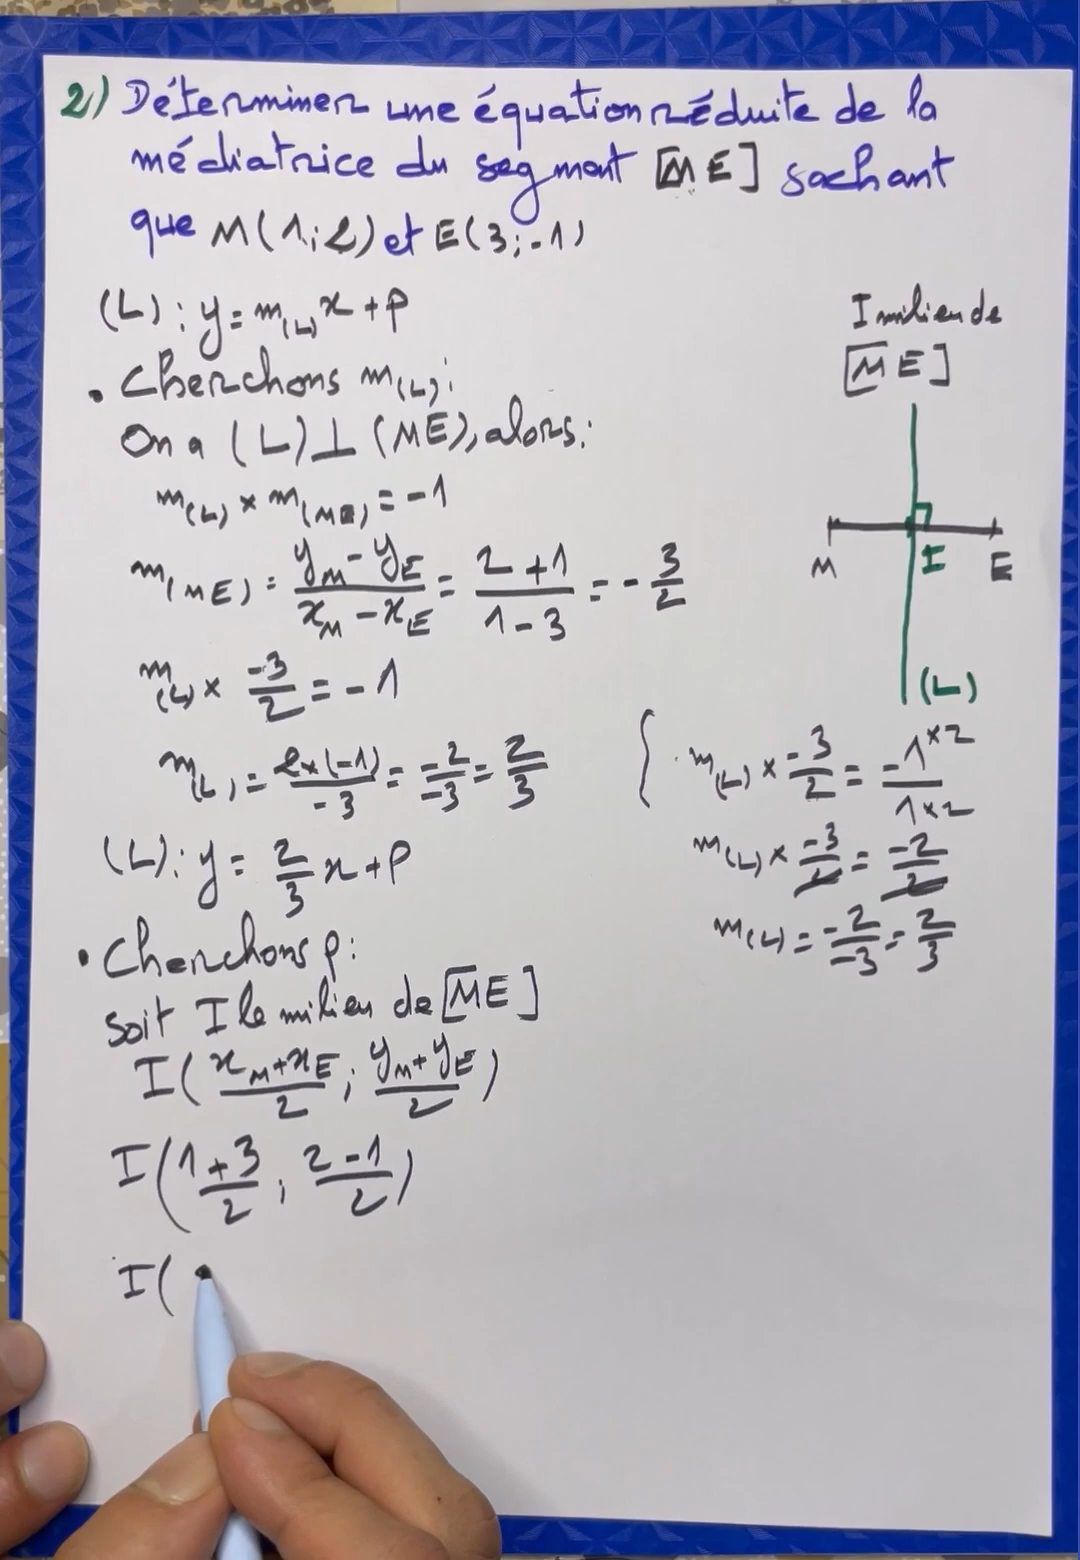 2) Déterminer une équation réduite de la
médiatrice du segment [ME] sachant
que M(1;2) et E(3;-1)
(L): y = m(L) x + p
• Cherchons m(L):
On a (L) ⊥ (ME), alors:
m(L) × m(ME) = -1
m(ME) = (yM - yE)/(xM - xE) = (2+1)/(1-3) = -3/2
m(L) × -3/2 = -1
m(L) = (2×(-1))/-3 = -2/-3 = 2/3
(L): y = 2/3 x + p
• Cherchons p:
soit I le milieu de [ME]
I( (xM+xE)/2 ; (yM+yE)/2 )
I( (1+3)/2 ; (2-1)/2 )
I(
I milieu de
[ME]
M I E
(L)
{ m(L) × -3/2 = -1×2/1×2
m(L) × -3/2 = -2/2
m(L) = -2/-3 = 2/3